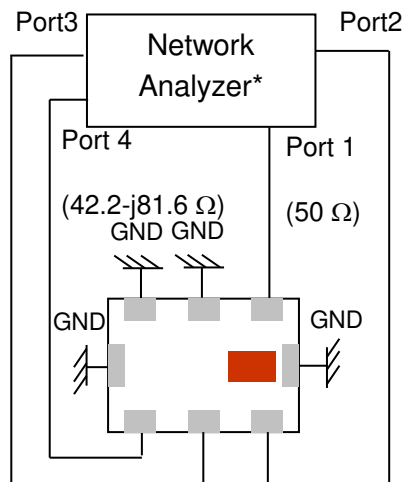 Port3
Network
Analyzer*
Port2
Port 4
Port 1
(42.2-j81.6 Ω)
(50 Ω)
GND GND
GND
GND